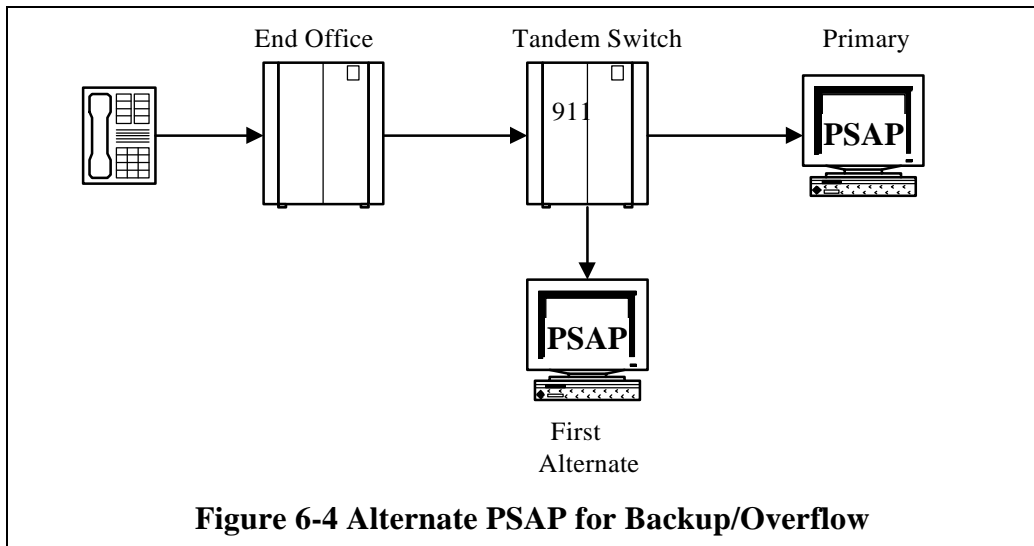 End Office
Tandem Switch
Primary
911
PSAP
PSAP
First
Alternate
Figure 6-4 Alternate PSAP for Backup/Overflow